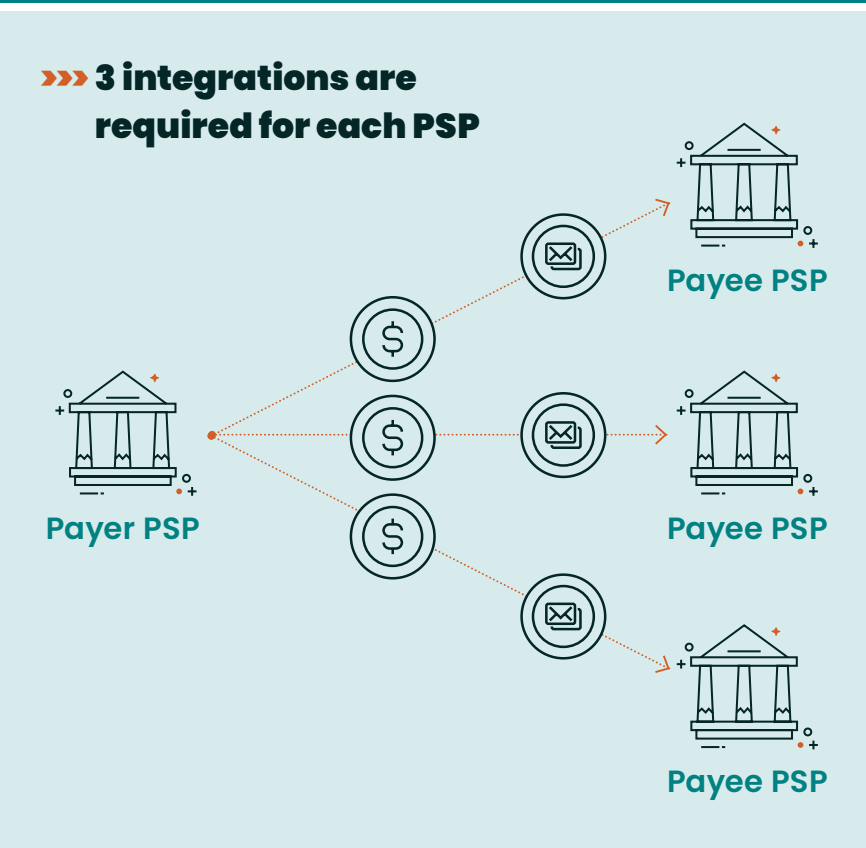 3 integrations are
required for each PSP
Payee PSP
Payer PSP
Payee PSP
Payee PSP